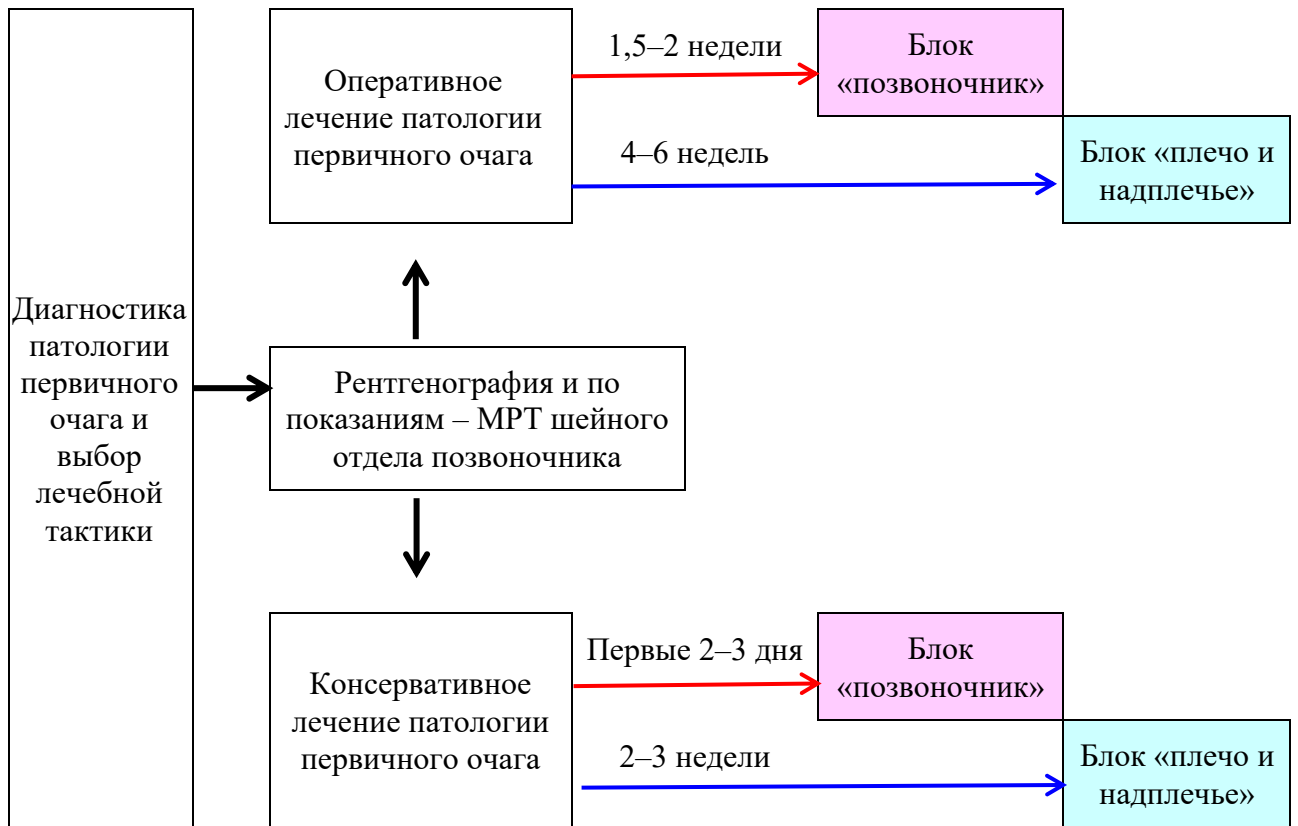 Диагностика
патологии
первичного
очага и
выбор
лечебной
тактики
Оперативное
лечение патологии
первичного очага
1,5–2 недели
Блок
«позвоночник»
4–6 недель
Блок «плечо и
надплечье»
Рентгенография и по
показаниям – МРТ шейного
отдела позвоночника
Консервативное
лечение патологии
первичного очага
Первые 2–3 дня
Блок
«позвоночник»
2–3 недели
Блок «плечо и
надплечье»